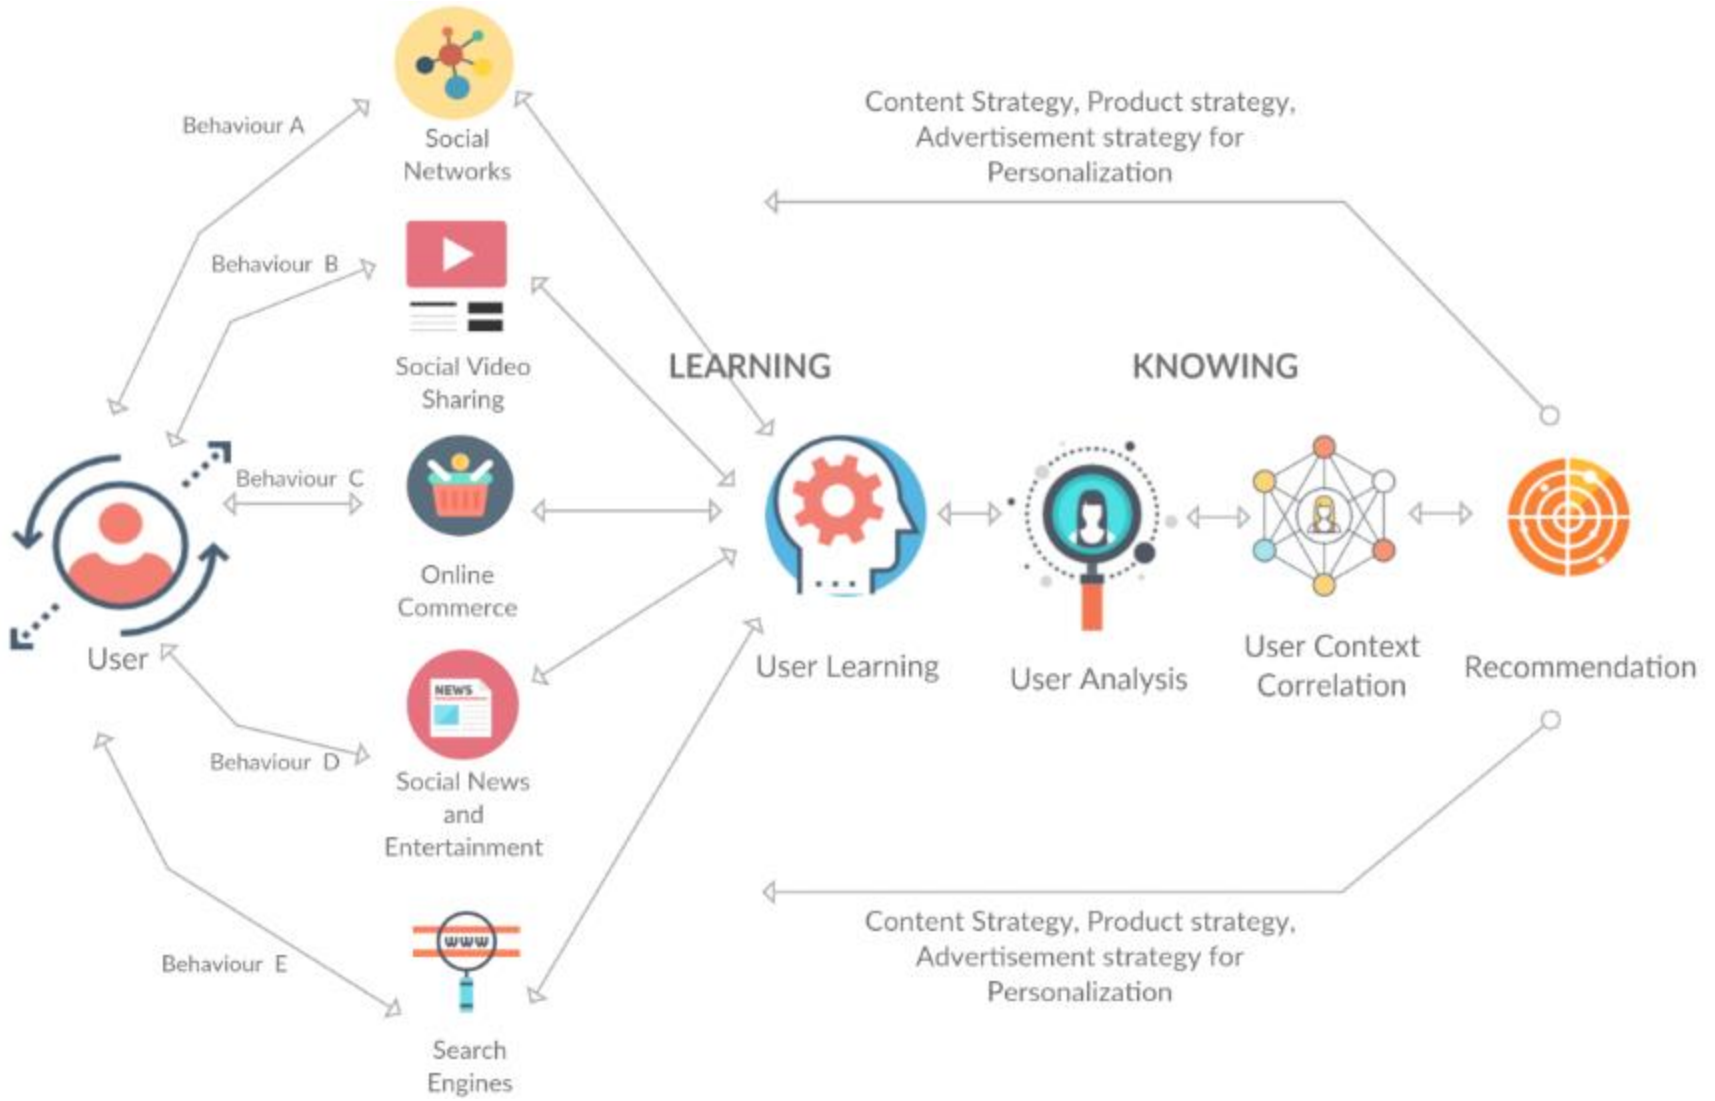 Behaviour A
Social
Networks
Content Strategy, Product strategy,
Advertisement strategy for
Personalization
Behaviour B
Social Video
Sharing
LEARNING
KNOWING
Behaviour C
Online
Commerce
User
User Learning
User Analysis
User Context
Correlation
Recommendation
NEWS
Behaviour D
Social News
and
Entertainment
Behaviour E
www
Search
Engines
Content Strategy, Product strategy,
Advertisement strategy for
Personalization